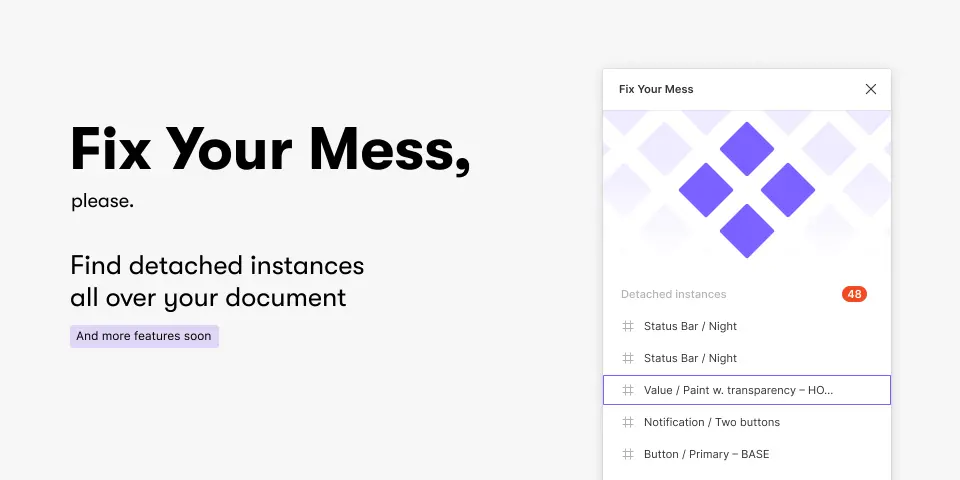 Fix Your Mess,
please.
Find detached instances
all over your document
And more features soon
Fix Your Mess
Detached instances 48
Status Bar / Night
Status Bar / Night
Value / Paint w. transparency – HO...
Notification / Two buttons
Button / Primary – BASE